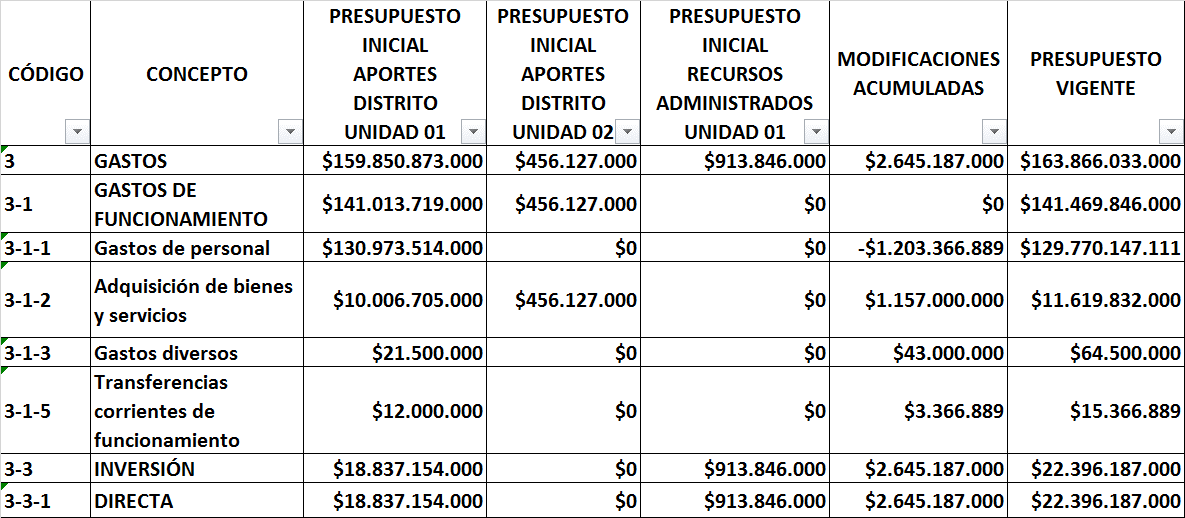 CÓDIGO
CONCEPTO
PRESUPUESTO
INICIAL
APORTES
DISTRITO
UNIDAD 01
PRESUPUESTO
INICIAL
APORTES
DISTRITO
UNIDAD 02
PRESUPUESTO
INICIAL
RECURSOS
ADMINISTRADOS
UNIDAD 01
MODIFICACIONES
ACUMULADAS
PRESUPUESTO
VIGENTE
3 GASTOS $159.850.873.000 $456.127.000 $913.846.000 $2.645.187.000 $163.866.033.000
3-1 GASTOS DE
FUNCIONAMIENTO $141.013.719.000 $456.127.000 $0 $0 $141.469.846.000
3-1-1 Gastos de personal $130.973.514.000 $0 $0 -$1.203.366.889 $129.770.147.111
3-1-2 Adquisición de bienes
y servicios $10.006.705.000 $456.127.000 $0 $1.157.000.000 $11.619.832.000
3-1-3 Gastos diversos $21.500.000 $0 $0 $43.000.000 $64.500.000
3-1-5 Transferencias
corrientes de
funcionamiento $12.000.000 $0 $0 $3.366.889 $15.366.889
3-3 INVERSIÓN $18.837.154.000 $0 $913.846.000 $2.645.187.000 $22.396.187.000
3-3-1 DIRECTA $18.837.154.000 $0 $913.846.000 $2.645.187.000 $22.396.187.000